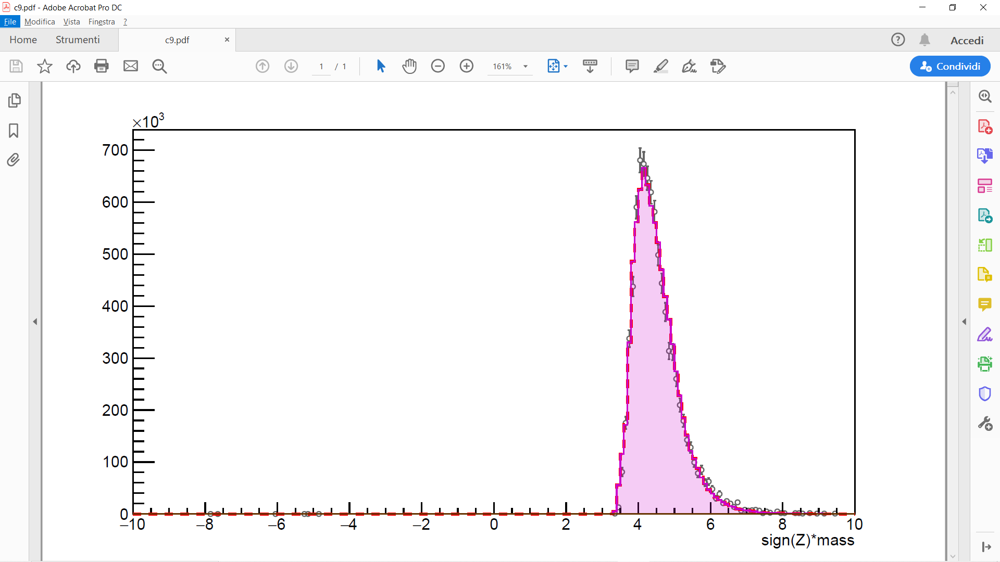 c9.pdf - Adobe Acrobat Pro DC
File Modifica Vista Finestra ?
Home Strumenti c9.pdf × Accedi
1 / 1 161% Condividi
×10³
700
600
500
400
300
200
100
0
−10 −8 −6 −4 −2 0 2 4 6 8 10
sign(Z)*mass